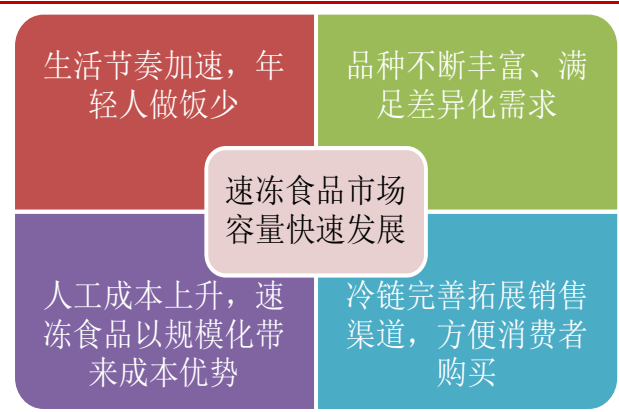 生活节奏加速，年
轻人做饭少
品种不断丰富、满
足差异化需求
速冻食品市场
容量快速发展
人工成本上升，速
冻食品以规模化带
来成本优势
冷链完善拓展销售
渠道，方便消费者
购买